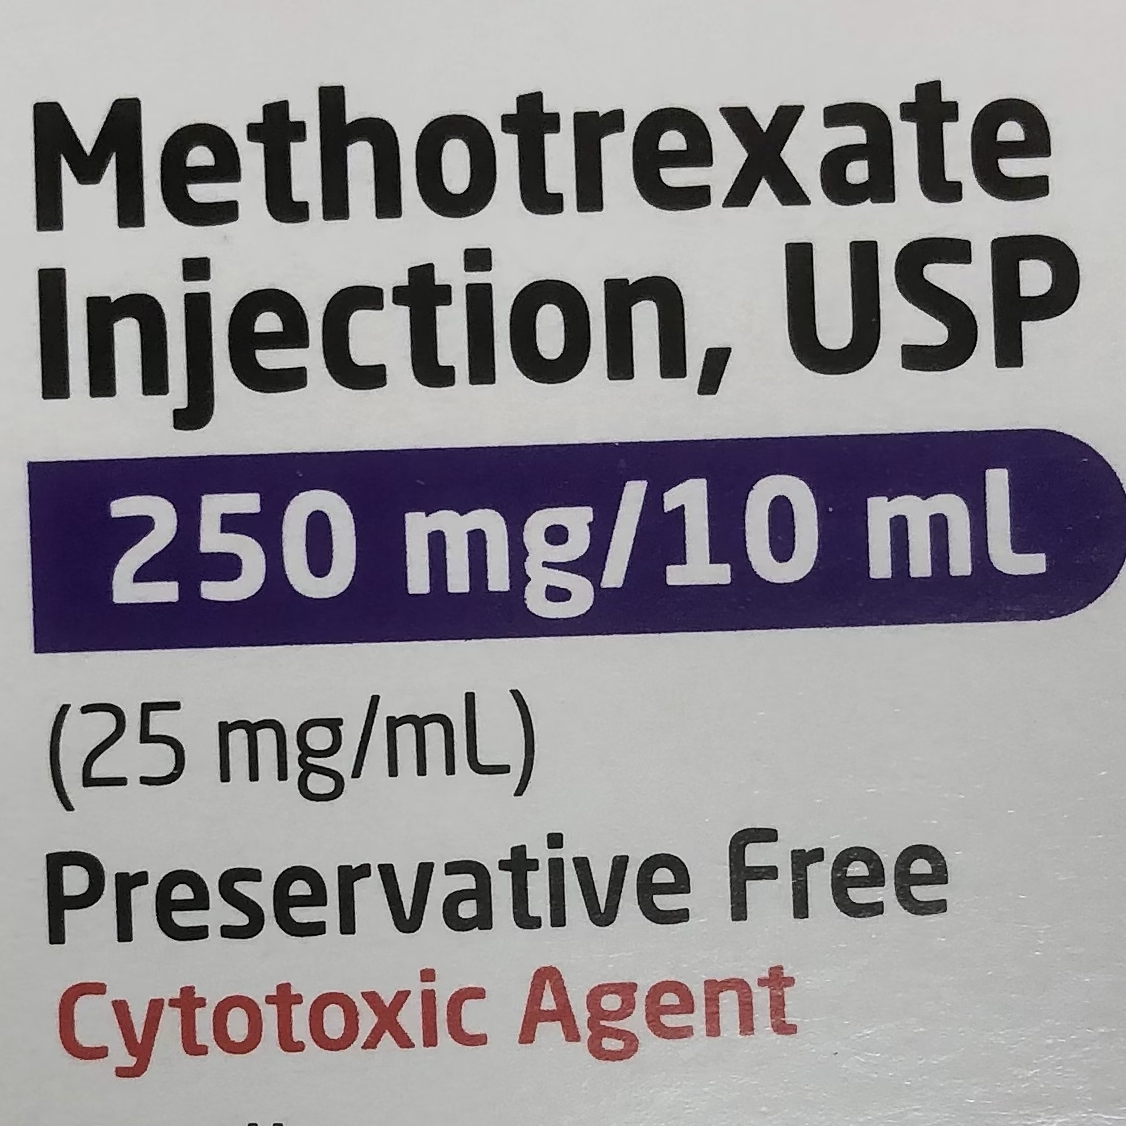 Methotrexate
Injection, USP
250 mg/10 mL
(25 mg/mL)
Preservative Free
Cytotoxic Agent